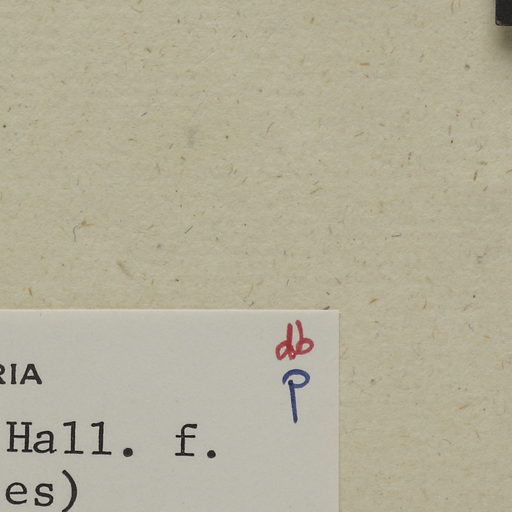 db
P
RIA
Hall. f.
es)